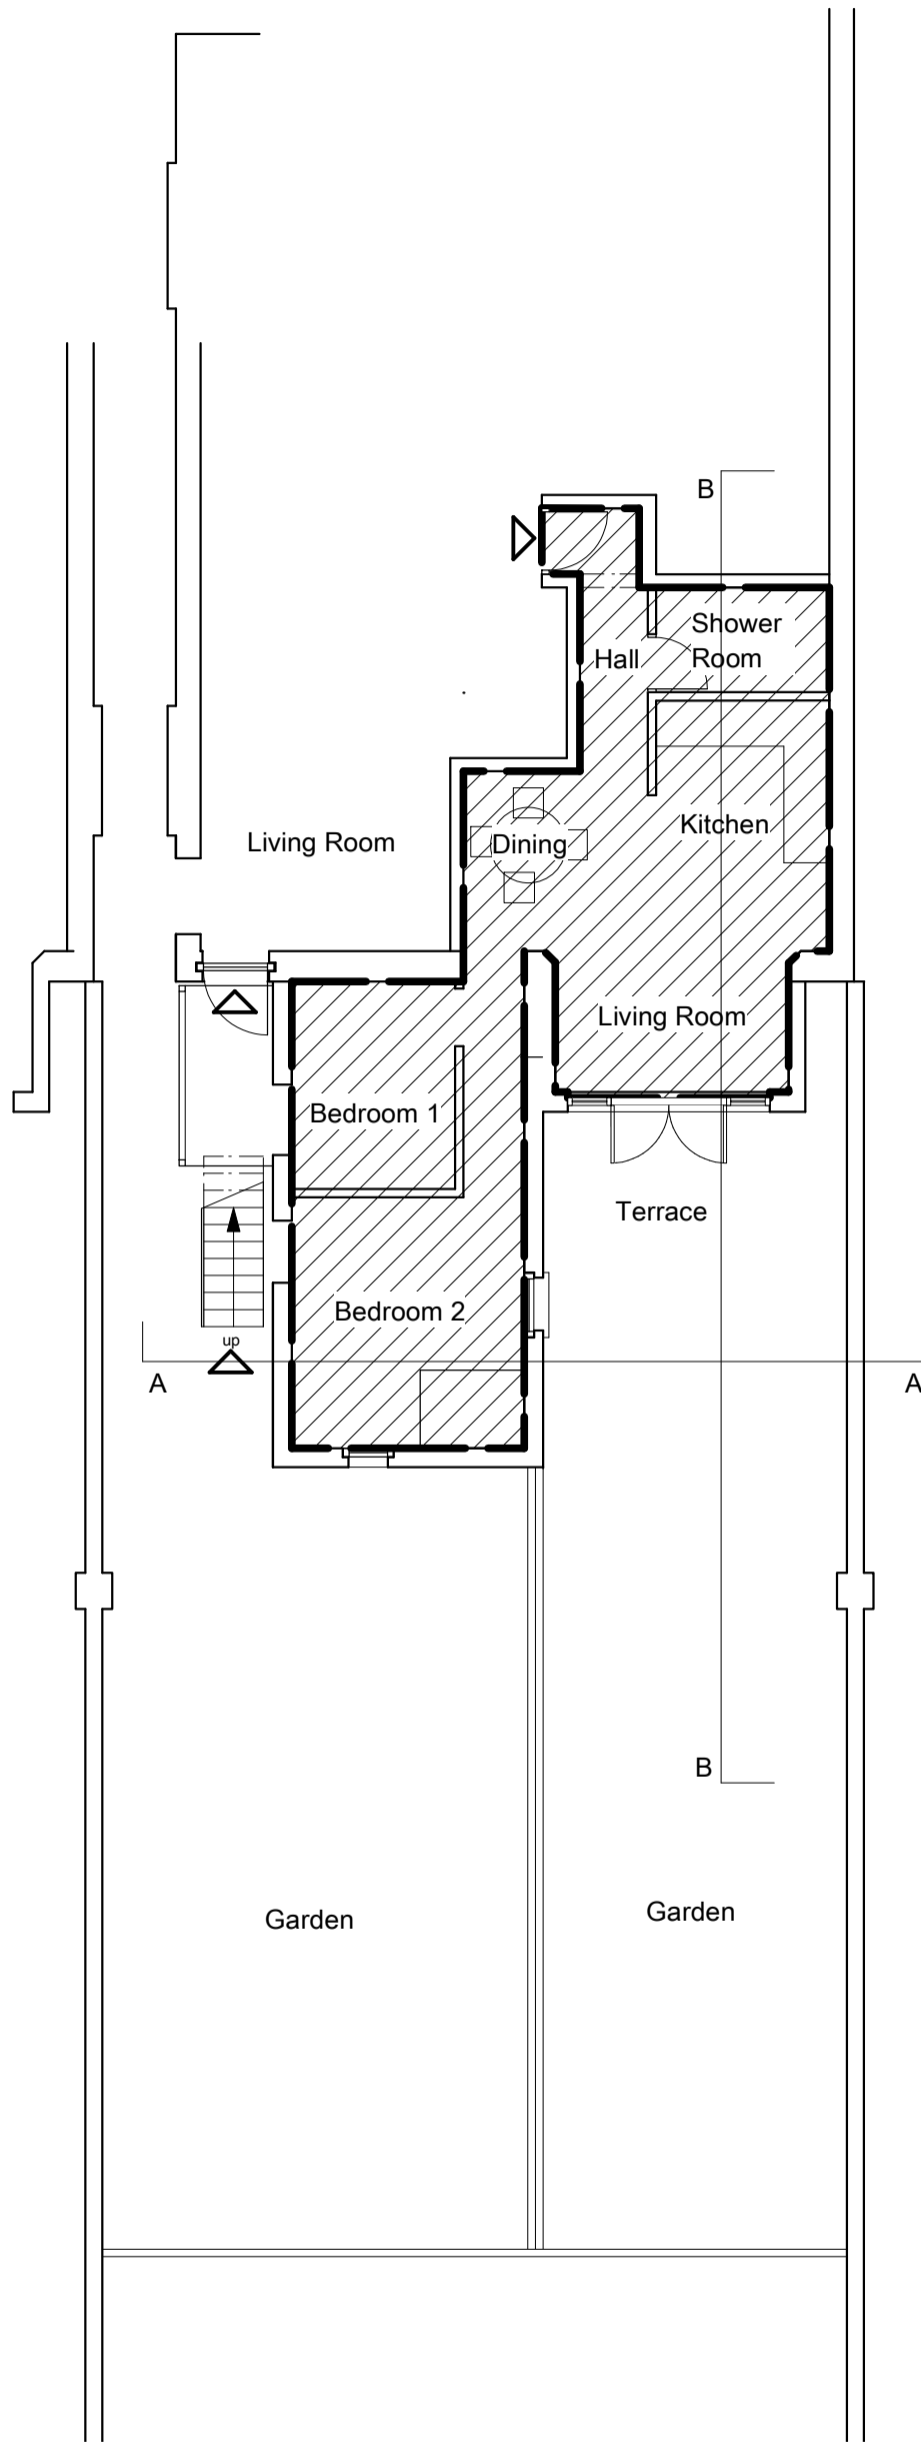 B
Shower
Room
Hall
Kitchen
Living Room
Dining
Living Room
Bedroom 1
Terrace
Bedroom 2
up
A
A
B
Garden
Garden